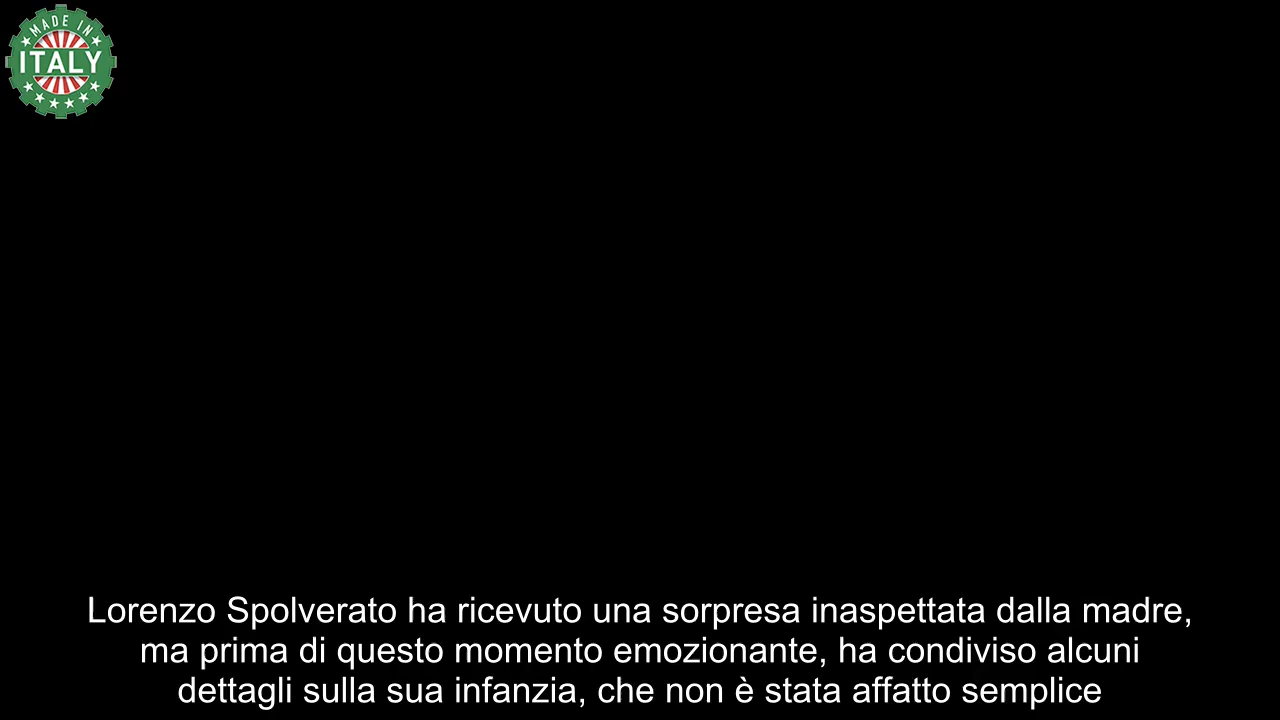 MADE IN
ITALY
Lorenzo Spolverato ha ricevuto una sorpresa inaspettata dalla madre,
ma prima di questo momento emozionante, ha condiviso alcuni
dettagli sulla sua infanzia, che non è stata affatto semplice